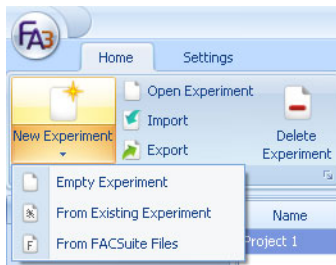 FA3
Home Settings
Open Experiment
Import
New Experiment
Export
Delete
Experiment
Empty Experiment
From Existing Experiment
F From FACSuite Files
Name
Project 1